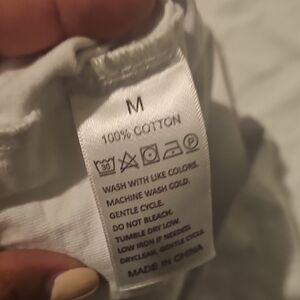 M
100% COTTON
30 P
WASH WITH LIKE COLORS.
MACHINE WASH COLD.
GENTLE CYCLE.
DO NOT BLEACH.
TUMBLE DRY LOW.
LOW IRON IF NEEDED.
DRYCLEAN, GENTLE CYCLE.
MADE IN CHINA